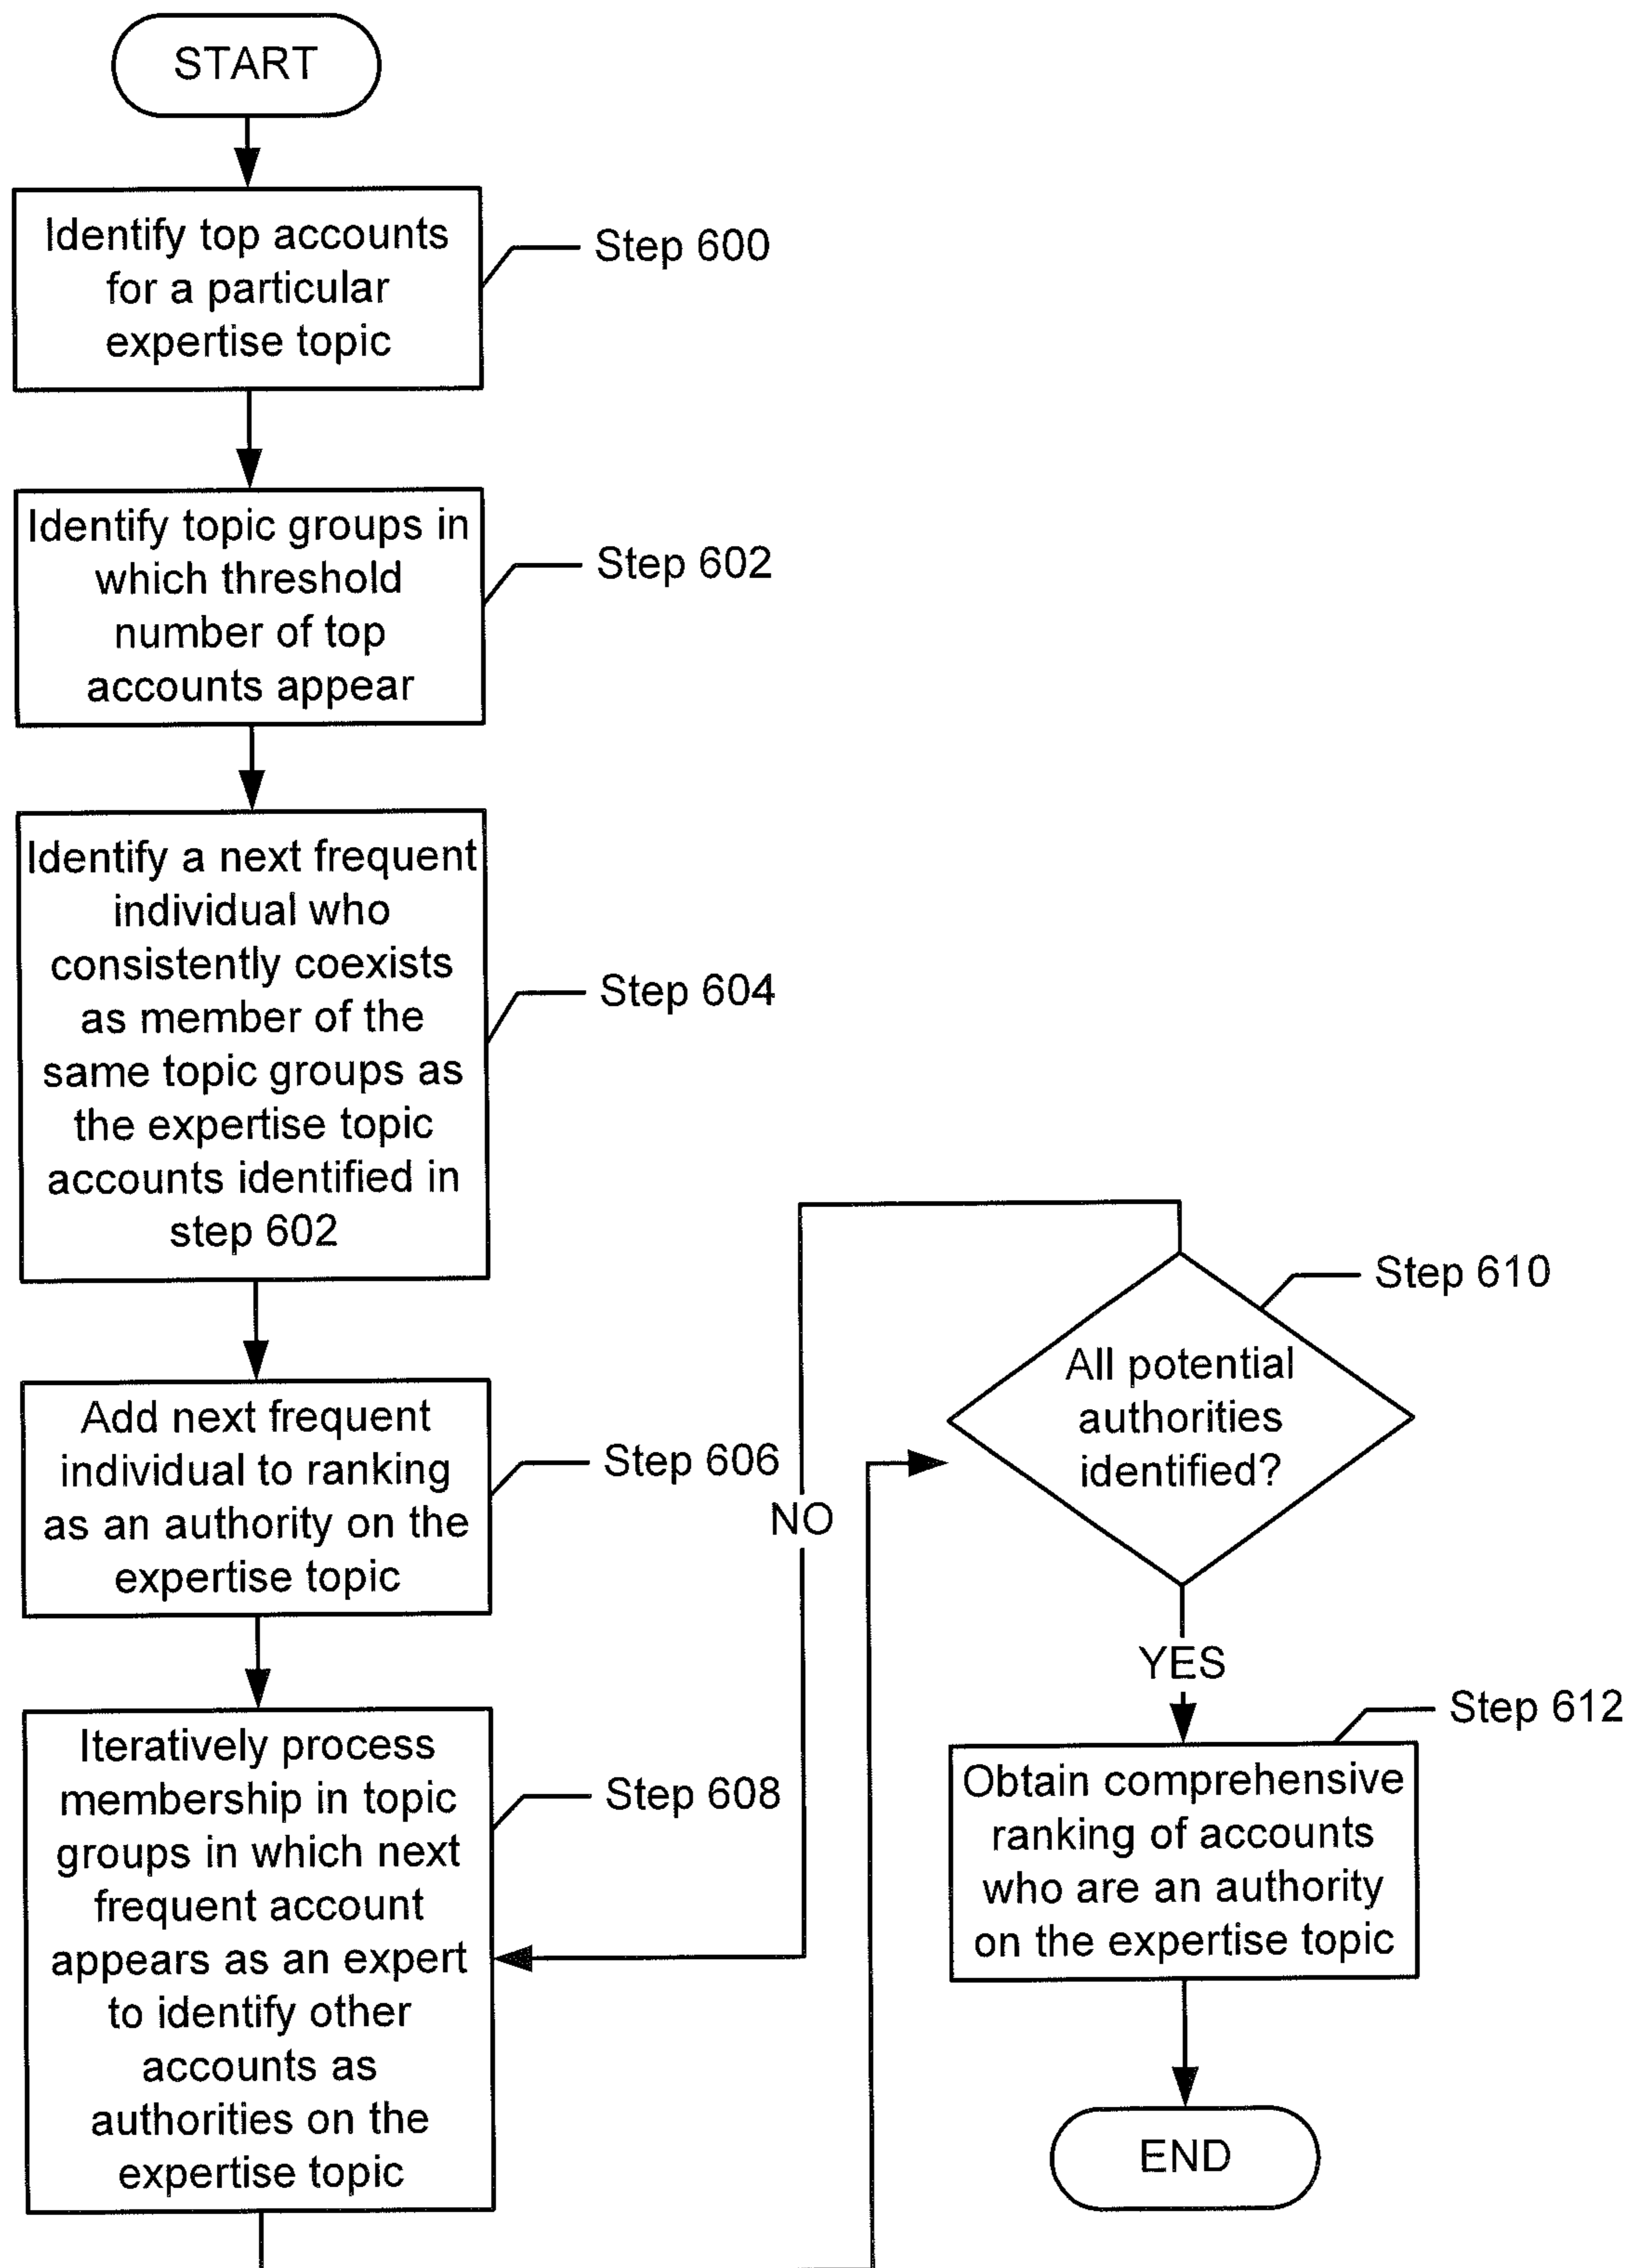 START
Identify top accounts
for a particular
expertise topic
Step 600
Identify topic groups in
which threshold
number of top
accounts appear
Step 602
Identify a next frequent
individual who
consistently coexists
as member of the
same topic groups as
the expertise topic
accounts identified in
step 602
Step 604
Add next frequent
individual to ranking
as an authority on the
expertise topic
Step 606
Iteratively process
membership in topic
groups in which next
frequent account
appears as an expert
to identify other
accounts as
authorities on the
expertise topic
Step 608
NO
All potential
authorities
identified?
Step 610
YES
Obtain comprehensive
ranking of accounts
who are an authority
on the expertise topic
Step 612
END